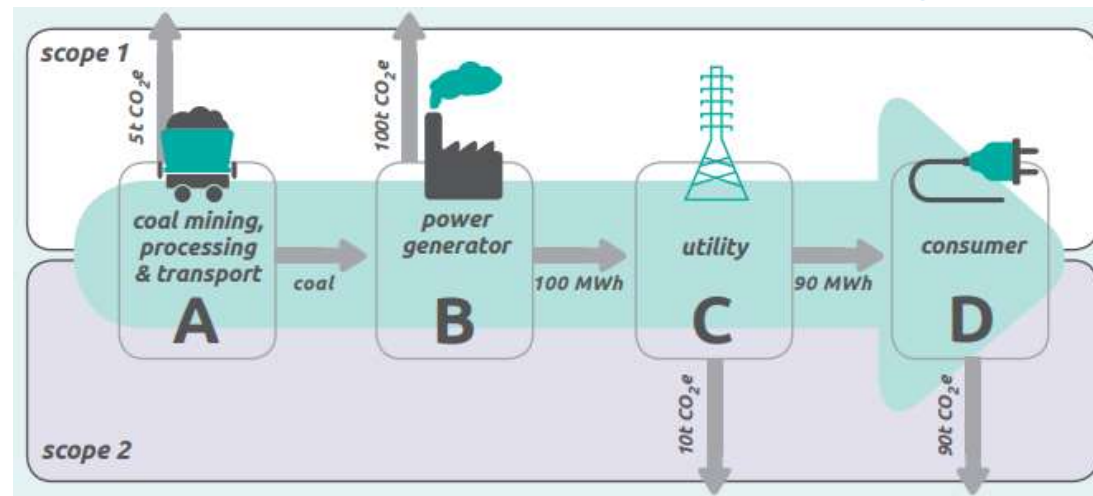 scope 1
5t CO₂e
100t CO₂e
coal mining,
processing
& transport
A
coal
power
generator
B
100 MWh
utility
C
90 MWh
consumer
D
10t CO₂e
90t CO₂e
scope 2